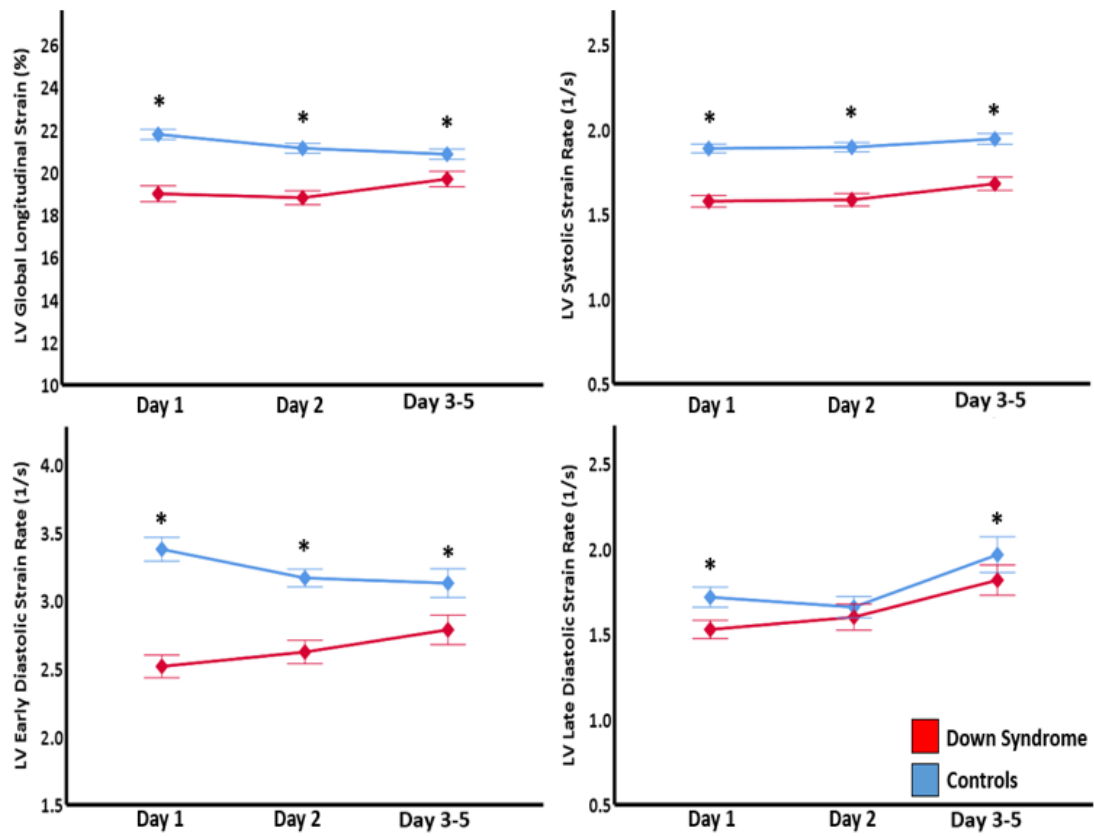 LV Global Longitudinal Strain (%)
26
24
22
20
18
16
14
12
10
*
*
*
Day 1
Day 2
Day 3-5
LV Systolic Strain Rate (1/s)
2.5
2.0
1.5
1.0
0.5
*
*
*
Day 1
Day 2
Day 3-5
LV Early Diastolic Strain Rate (1/s)
4.0
3.5
3.0
2.5
2.0
1.5
*
*
*
Day 1
Day 2
Day 3-5
LV Late Diastolic Strain Rate (1/s)
2.5
2.0
1.5
1.0
0.5
*
*
Day 1
Day 2
Day 3-5
Down Syndrome
Controls